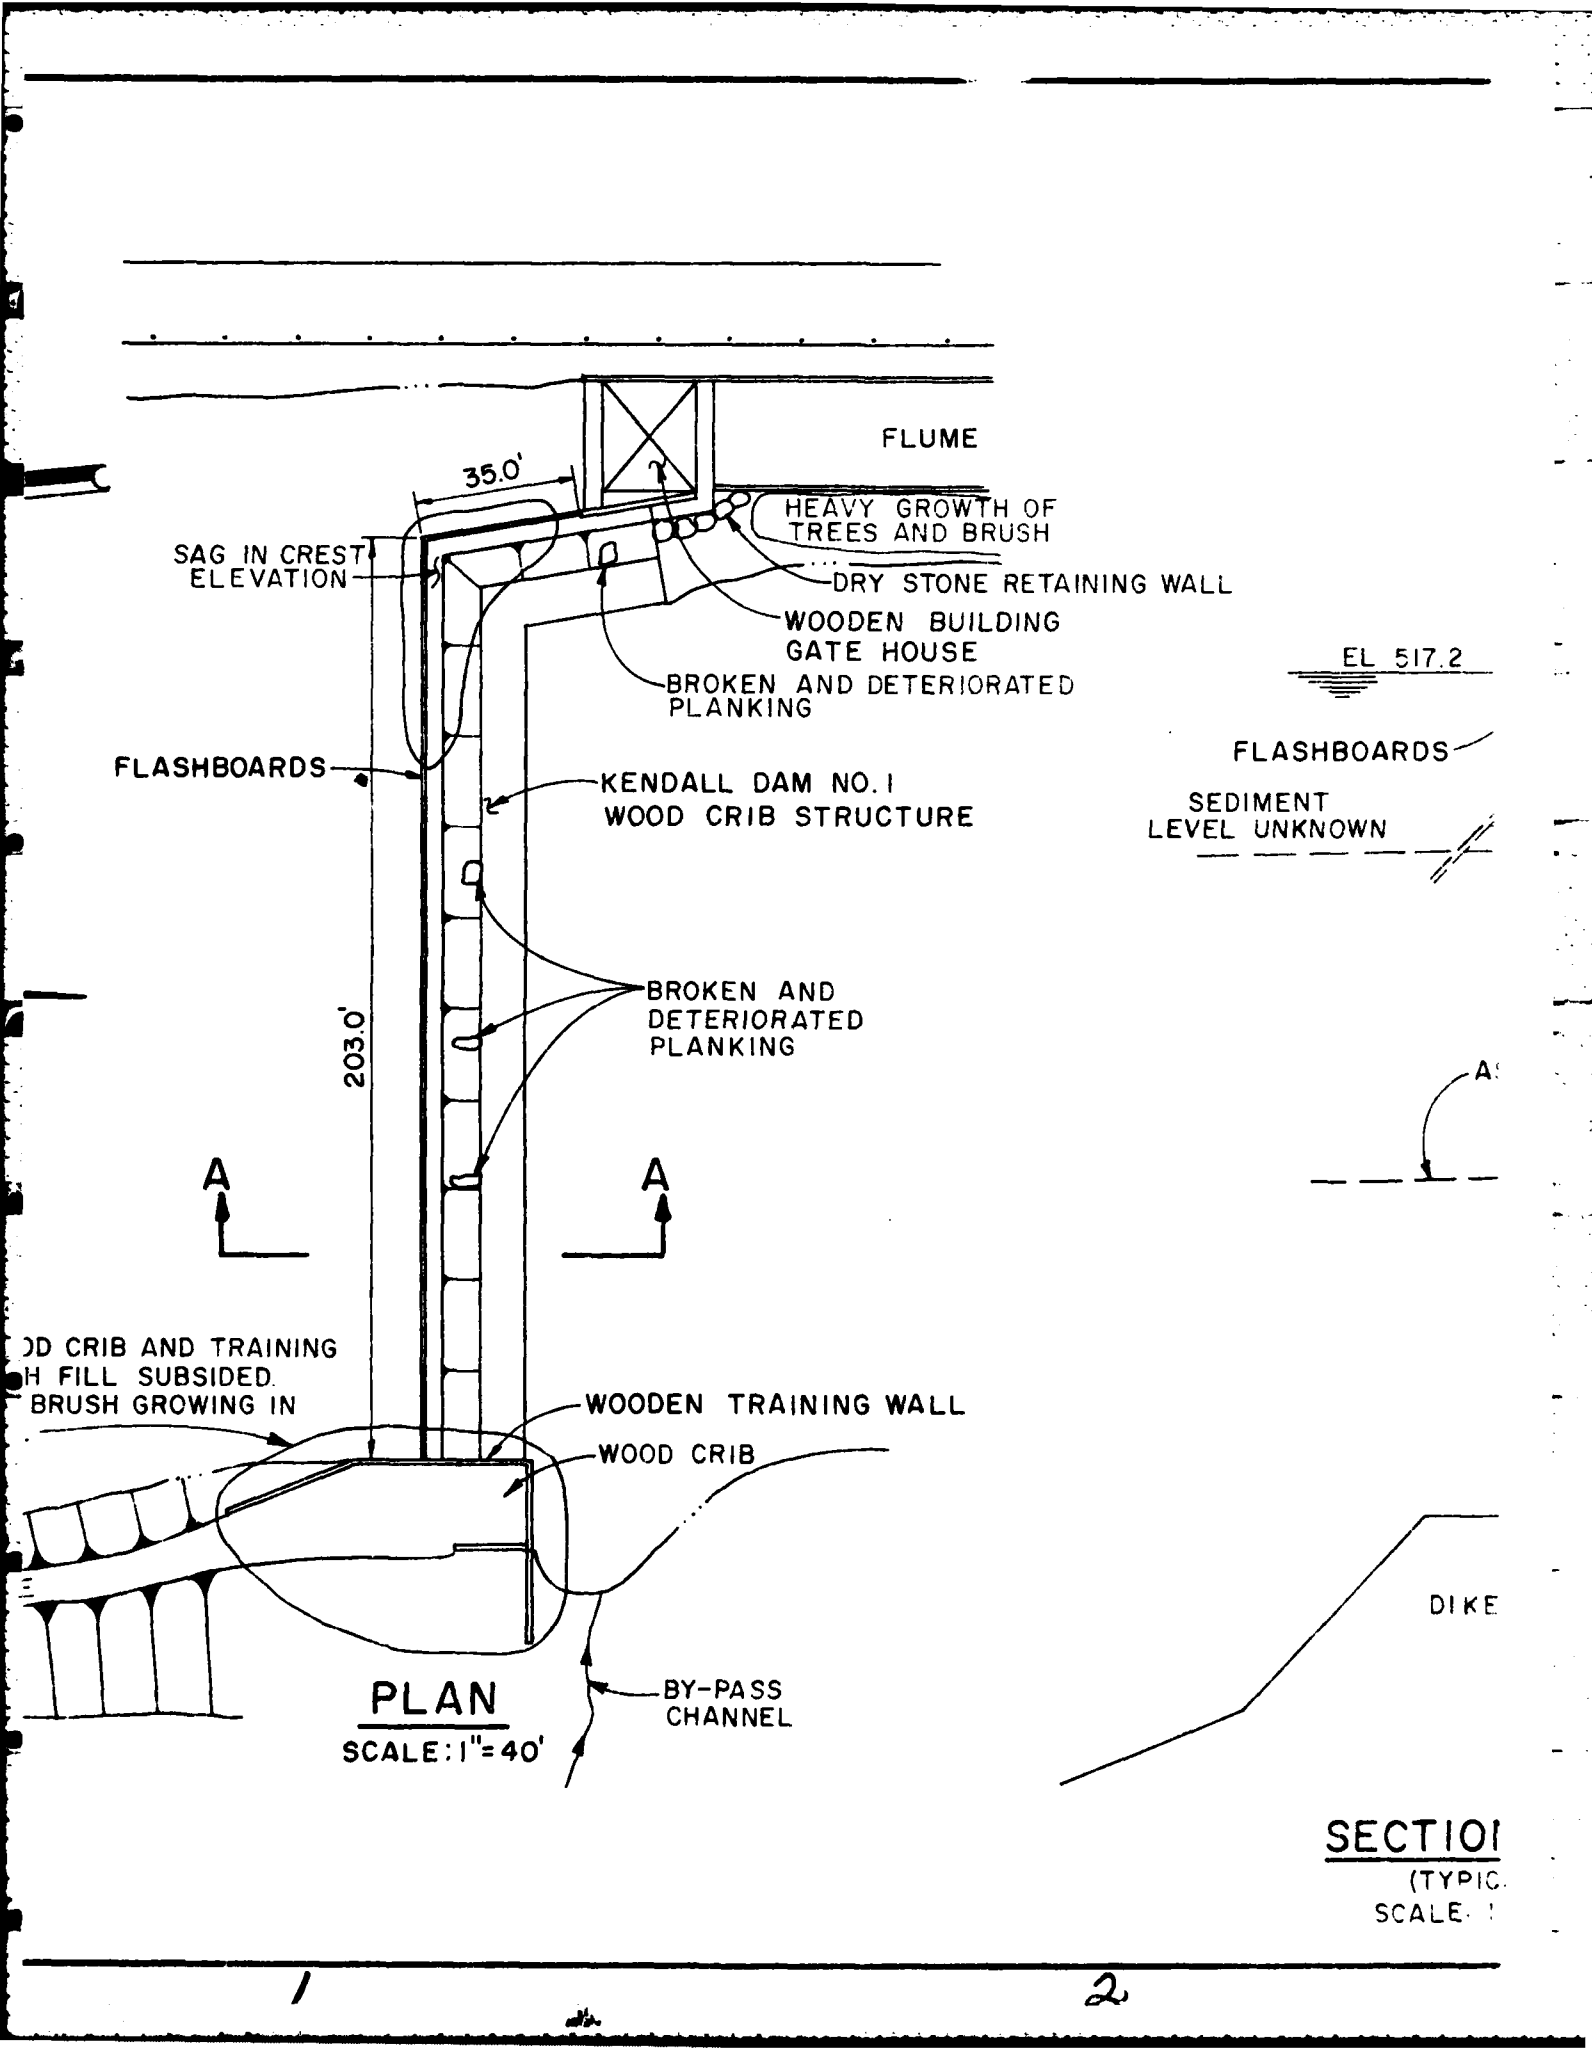 FLUME
35.0'
HEAVY GROWTH OF
TREES AND BRUSH
SAG IN CREST
ELEVATION
DRY STONE RETAINING WALL
WOODEN BUILDING
GATE HOUSE
BROKEN AND DETERIORATED
PLANKING
EL 517.2
FLASHBOARDS
FLASHBOARDS
KENDALL DAM NO. 1
WOOD CRIB STRUCTURE
SEDIMENT
LEVEL UNKNOWN
BROKEN AND
DETERIORATED
PLANKING
203.0'
A
A
CRIB AND TRAINING
FILL SUBSIDED.
BRUSH GROWING IN
WOODEN TRAINING WALL
WOOD CRIB
DIKE
PLAN
SCALE: 1"=40'
BY-PASS
CHANNEL
SCALE
1
2